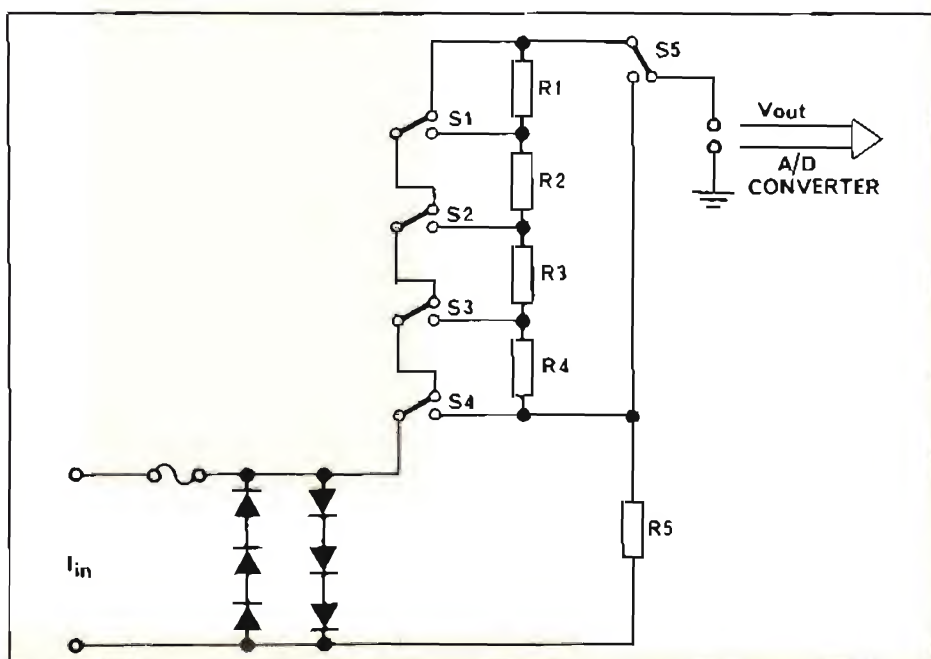 S5
R1
S1
Vout
A/D
CONVERTER
R2
S2
R3
S3
R4
S4
R5
Iin